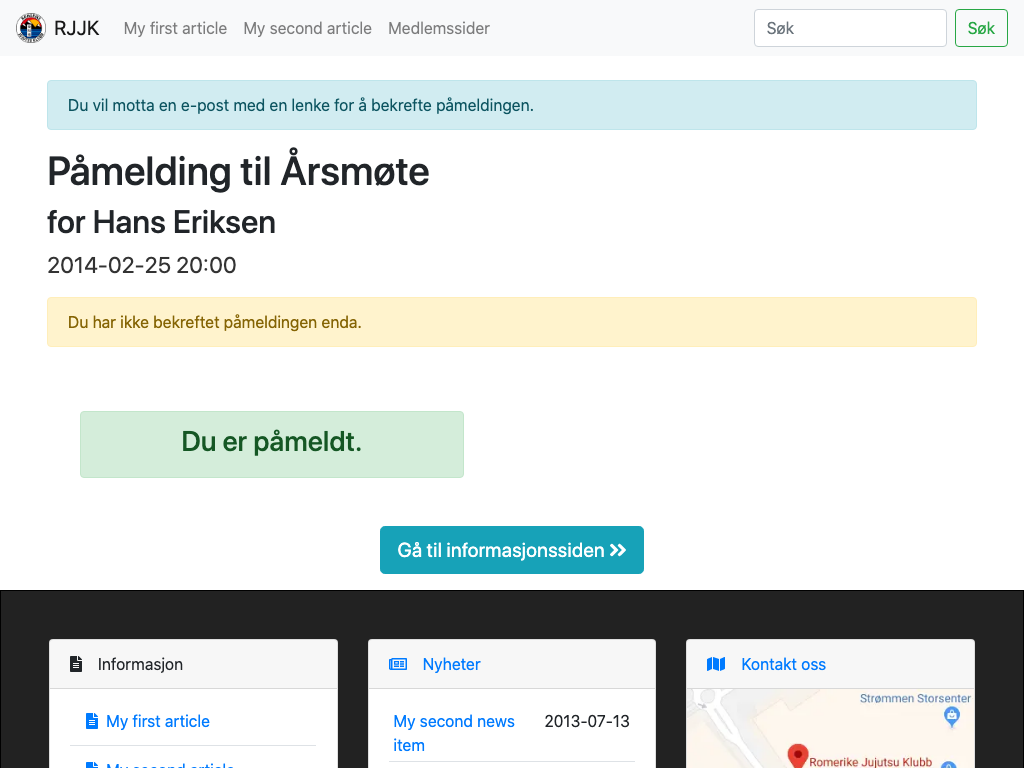 RJJK
My first article
My second article
Medlemssider
Søk
Søk
Du vil motta en e-post med en lenke for å bekrefte påmeldingen.
Påmelding til Årsmøte
for Hans Eriksen
2014-02-25 20:00
Du har ikke bekreftet påmeldingen enda.
Du er påmeldt.
Gå til informasjonssiden
Informasjon
My first article
My second article
Nyheter
My second news
item
2013-07-13
Kontakt oss
Strømmen Storsenter
Romerike Jujutsu Klubb